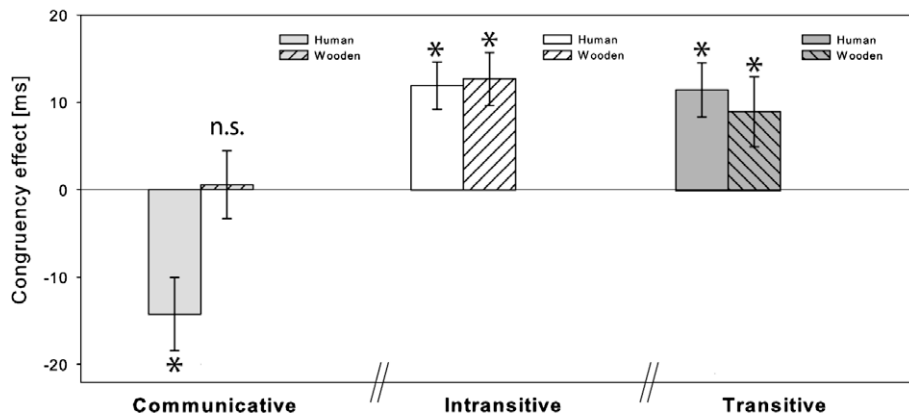 20
Human
Wooden
Human
Wooden
Human
Wooden
*
*
*
*
10
n.s.
0
-10
-20
*
Congruency effect [ms]
Communicative
Intransitive
Transitive